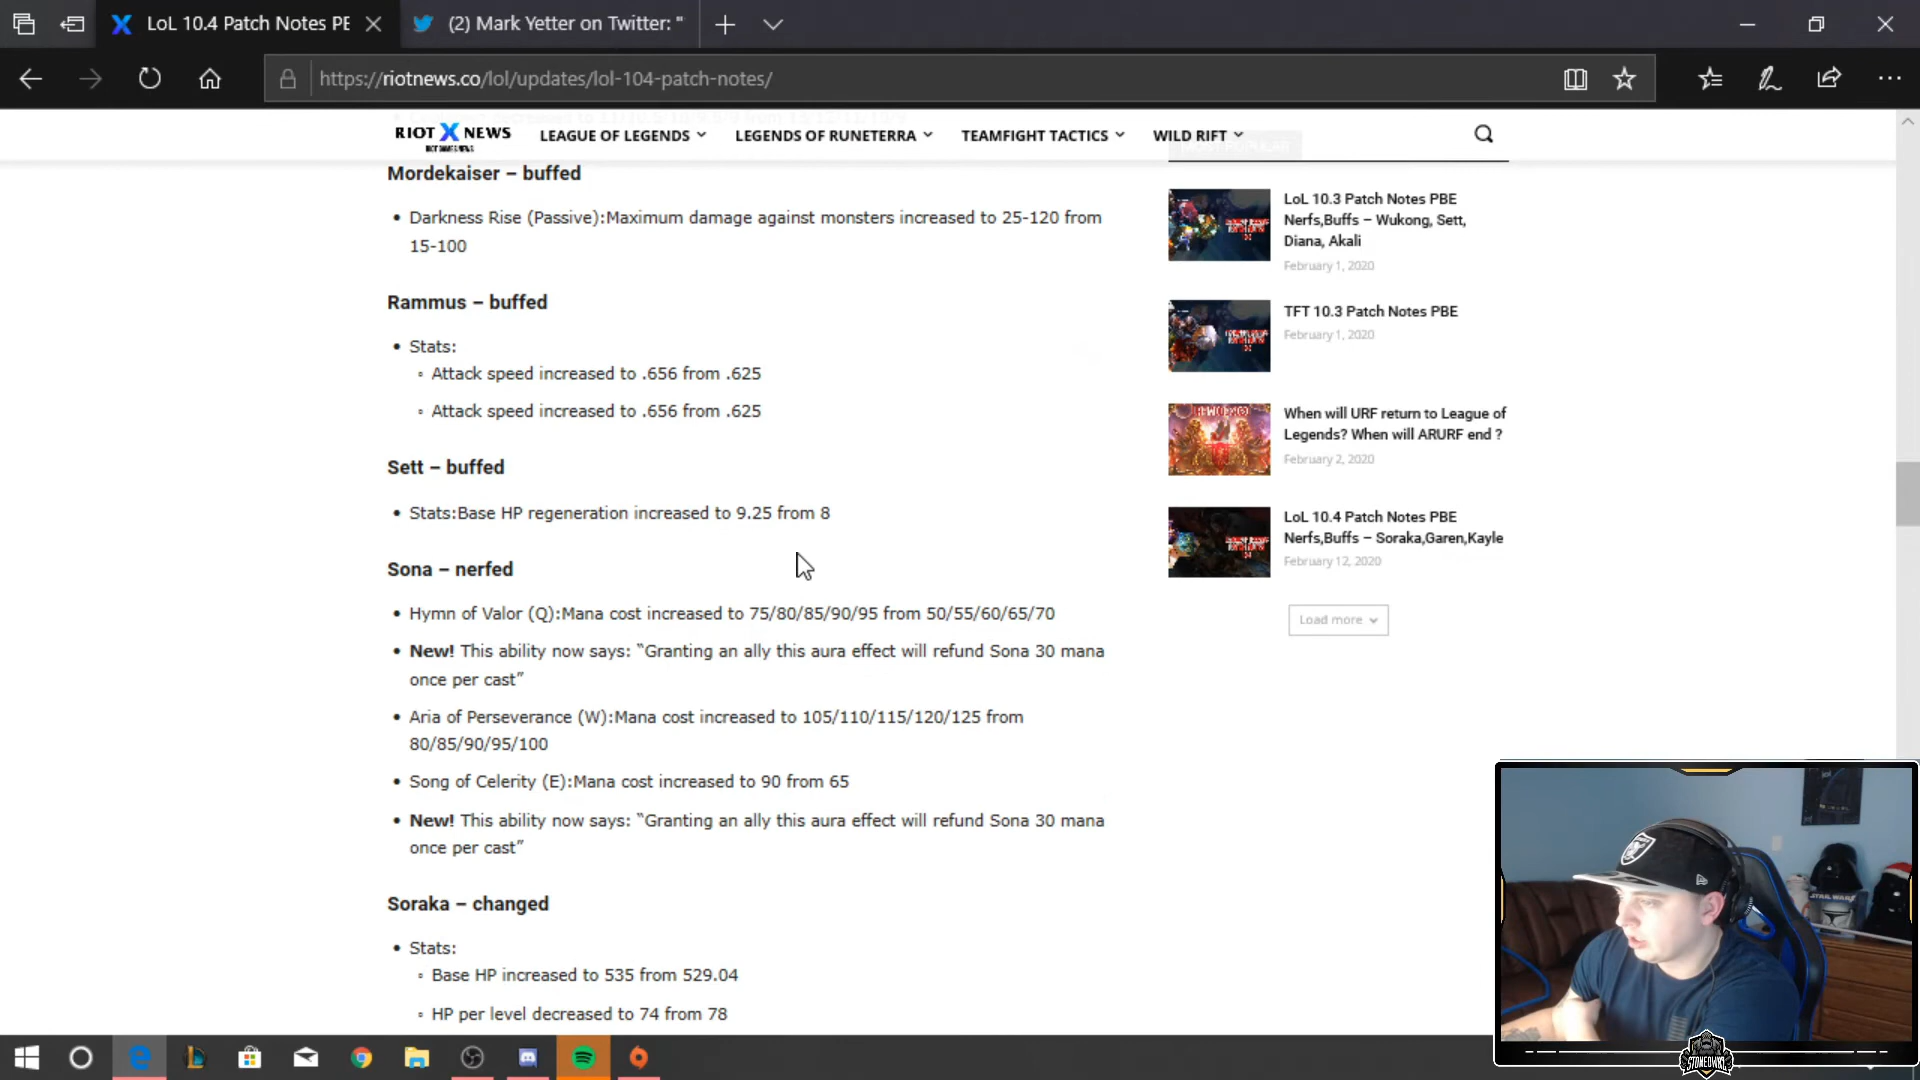 LoL 10.4 Patch Notes PE
(2) Mark Yetter on Twitter: "
https://riotnews.co/lol/updates/lol-104-patch-notes/
RIOT X NEWS
LEAGUE OF LEGENDS
LEGENDS OF RUNETERRA
TEAMFIGHT TACTICS
WILD RIFT
MOST POPULAR
Mordekaiser – buffed
• Darkness Rise (Passive):Maximum damage against monsters increased to 25-120 from
15-100
Rammus – buffed
• Stats:
◦ Attack speed increased to .656 from .625
◦ Attack speed increased to .656 from .625
Sett – buffed
• Stats:Base HP regeneration increased to 9.25 from 8
Sona – nerfed
• Hymn of Valor (Q):Mana cost increased to 75/80/85/90/95 from 50/55/60/65/70
• New! This ability now says: “Granting an ally this aura effect will refund Sona 30 mana
once per cast”
• Aria of Perseverance (W):Mana cost increased to 105/110/115/120/125 from
80/85/90/95/100
• Song of Celerity (E):Mana cost increased to 90 from 65
• New! This ability now says: “Granting an ally this aura effect will refund Sona 30 mana
once per cast”
Soraka – changed
• Stats:
◦ Base HP increased to 535 from 529.04
◦ HP per level decreased to 74 from 78
LoL 10.3 Patch Notes PBE
Nerfs,Buffs – Wukong, Sett,
Diana, Akali
February 1, 2020
TFT 10.3 Patch Notes PBE
February 1, 2020
When will URF return to League of
Legends? When will ARURF end ?
February 2, 2020
LoL 10.4 Patch Notes PBE
Nerfs,Buffs – Soraka,Garen,Kayle
February 12, 2020
Load more
STAR WARS